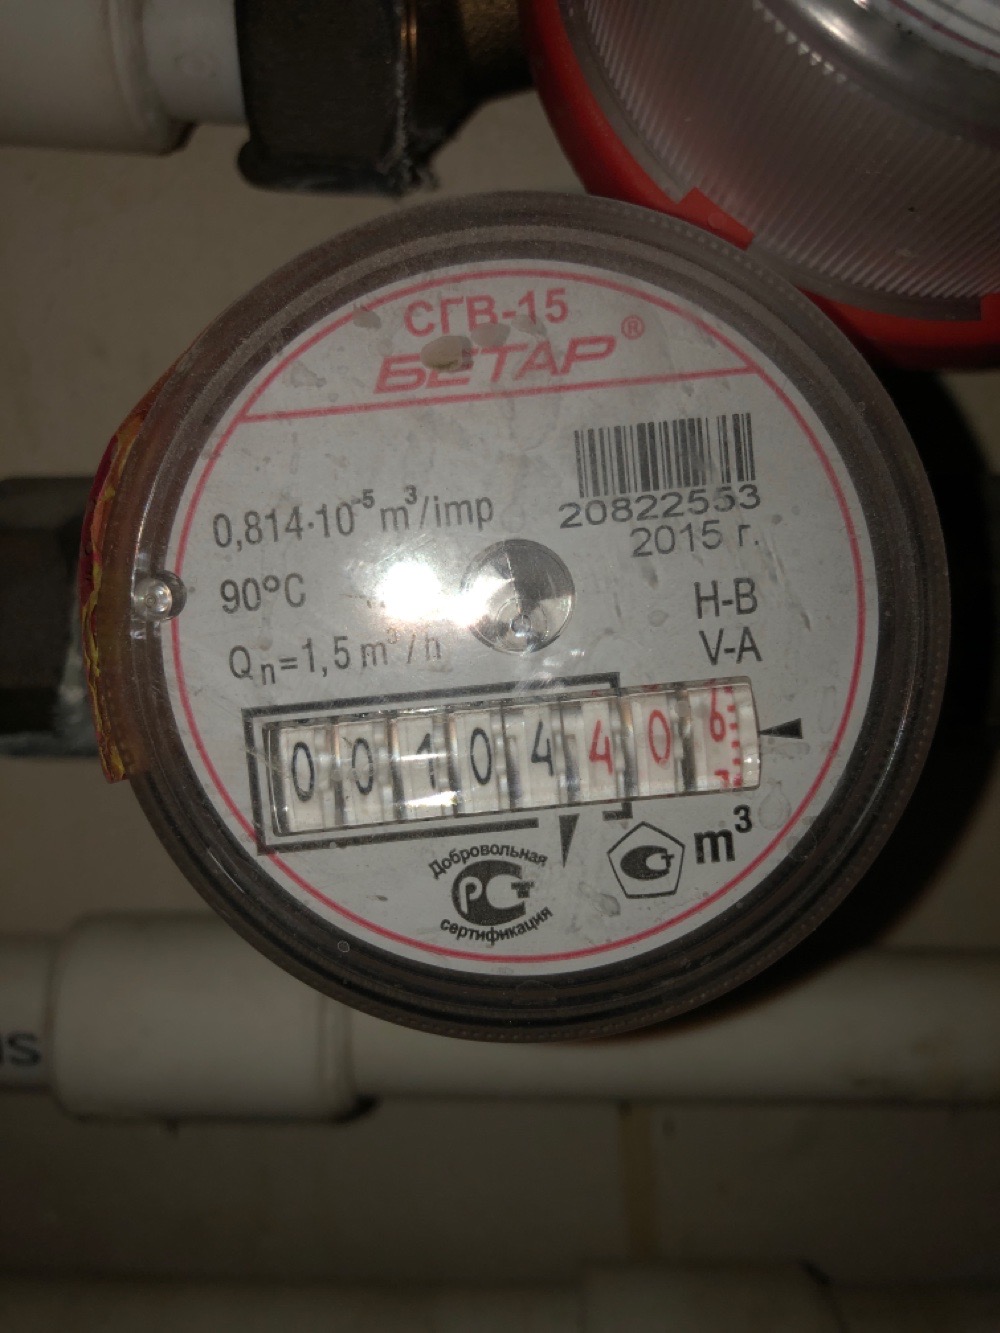 СГВ-15
БЕТАР®
20822553
2015 г.
0,814·10⁻⁵ m³/imp
90°C
H-B
Qn=1,5 m³/h
V-A
00104406
m³
Добровольная
РСТ
сертификация